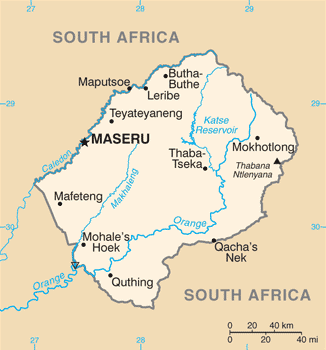 27
28
29
SOUTH AFRICA
Butha-
Buthe
Maputsoe
Leribe
29
29
Teyateyaneng
Katse
Reservoir
MASERU
Mokhotlong
Caledon
Thaba-
Tseka
Thabana
Ntlenyana
Makhaleng
Mafeteng
Orange
30
30
Mohale's
Hoek
Qacha's
Nek
Orange
Quthing
SOUTH AFRICA
0
20
40 km
0
20
40 mi
27
28